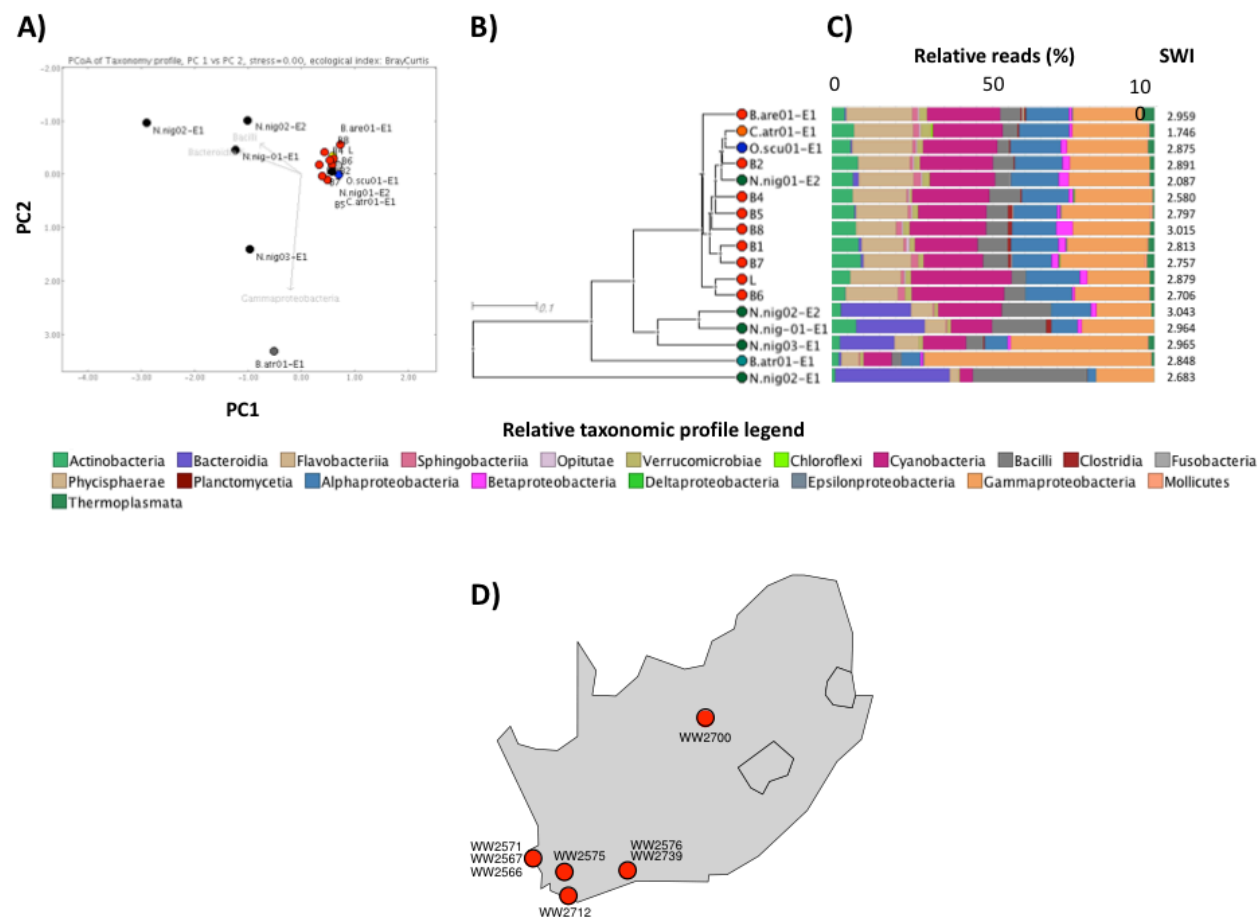 A)
B)
C)
Relative reads (%)
SWI
0
50
10
0
PCoA of Taxonomy profile, PC 1 vs PC 2, stress=0.00, ecological index: BrayCurtis
-2.00
-1.00
0.00
1.00
2.00
3.00
-4.00
-3.00
-2.00
-1.00
0.00
1.00
2.00
PC1
PC2
N.nig02-E1
N.nig02-E2
Bacilli
N.nig-01-E1
B.are01-E1
B8
B4 L
B6
B2
O.scu01-E1
B7
N.nig01-E2
B5
C.atr01-E1
N.nig03-E1
Gammaproteobacteria
B.atr01-E1
0.1
B.are01-E1 2.959
C.atr01-E1 1.746
O.scu01-E1 2.875
B2 2.891
N.nig01-E2 2.087
B4 2.580
B5 2.797
B8 3.015
B1 2.813
B7 2.757
L 2.879
B6 2.706
N.nig02-E2 3.043
N.nig-01-E1 2.964
N.nig03-E1 2.965
B.atr01-E1 2.848
N.nig02-E1 2.683
Relative taxonomic profile legend
Actinobacteria Bacteroidia Flavobacteriia Sphingobacteriia Opitutae Verrucomicrobiae Chloroflexi Cyanobacteria Bacilli Clostridia Fusobacteria
Phycisphaerae Planctomycetia Alphaproteobacteria Betaproteobacteria Deltaproteobacteria Epsilonproteobacteria Gammaproteobacteria Mollicutes
Thermoplasmata
D)
WW2700
WW2571
WW2567
WW2566
WW2575
WW2576
WW2739
WW2712